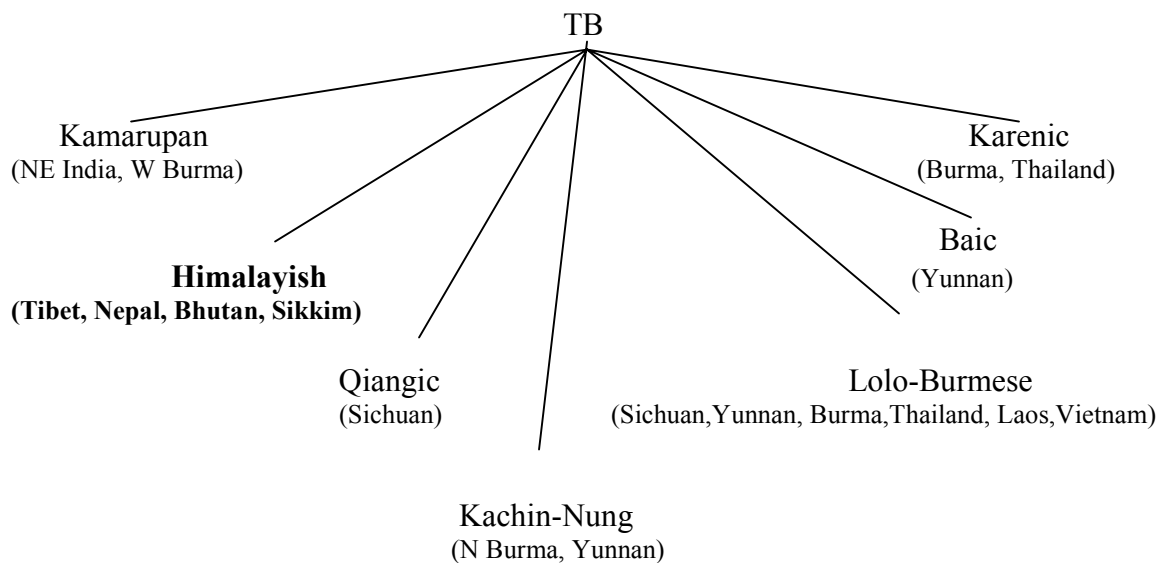 TB
Kamarupan
(NE India, W Burma)
Karenic
(Burma, Thailand)
Himalayish
(Tibet, Nepal, Bhutan, Sikkim)
Baic
(Yunnan)
Qiangic
(Sichuan)
Lolo-Burmese
(Sichuan,Yunnan, Burma,Thailand, Laos,Vietnam)
Kachin-Nung
(N Burma, Yunnan)